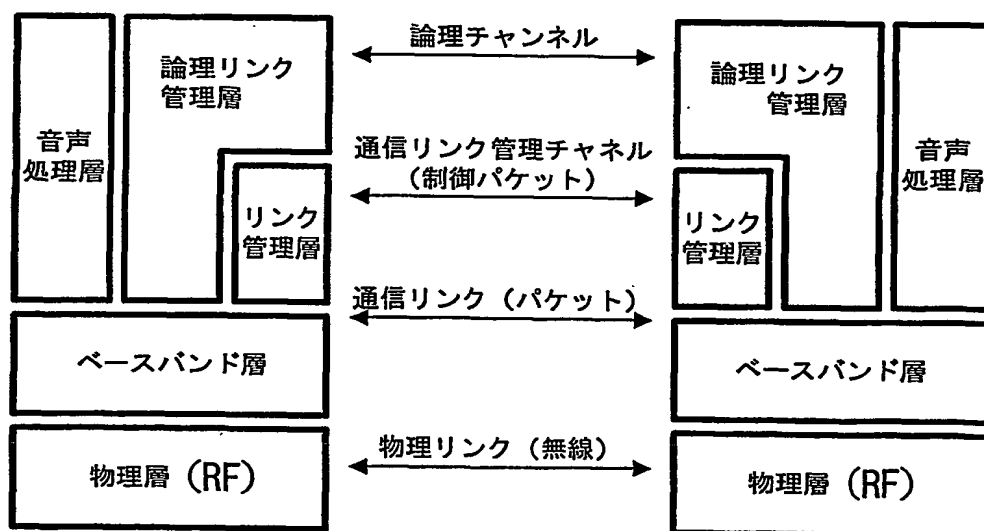 論理チャンネル
論理リンク
管理層
音声
処理層
通信リンク管理チャネル
(制御パケット)
リンク
管理層
通信リンク (パケット)
ベースバンド層
物理リンク (無線)
物理層 (RF)
論理リンク
管理層
音声
処理層
リンク
管理層
ベースバンド層
物理層 (RF)